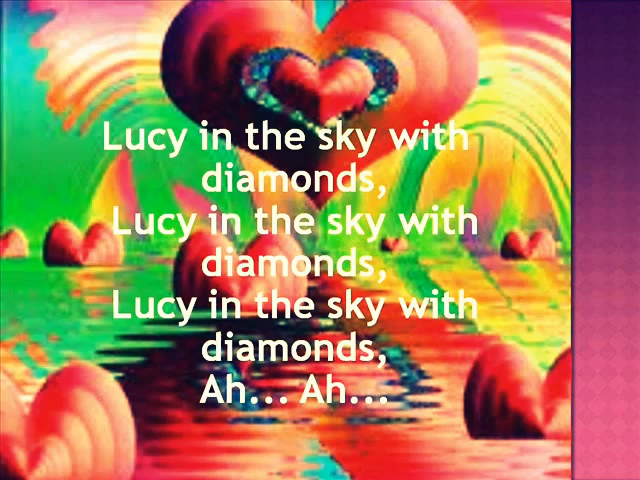 Lucy in the sky with
diamonds,
Lucy in the sky with
diamonds,
Lucy in the sky with
diamonds,
Ah... Ah...